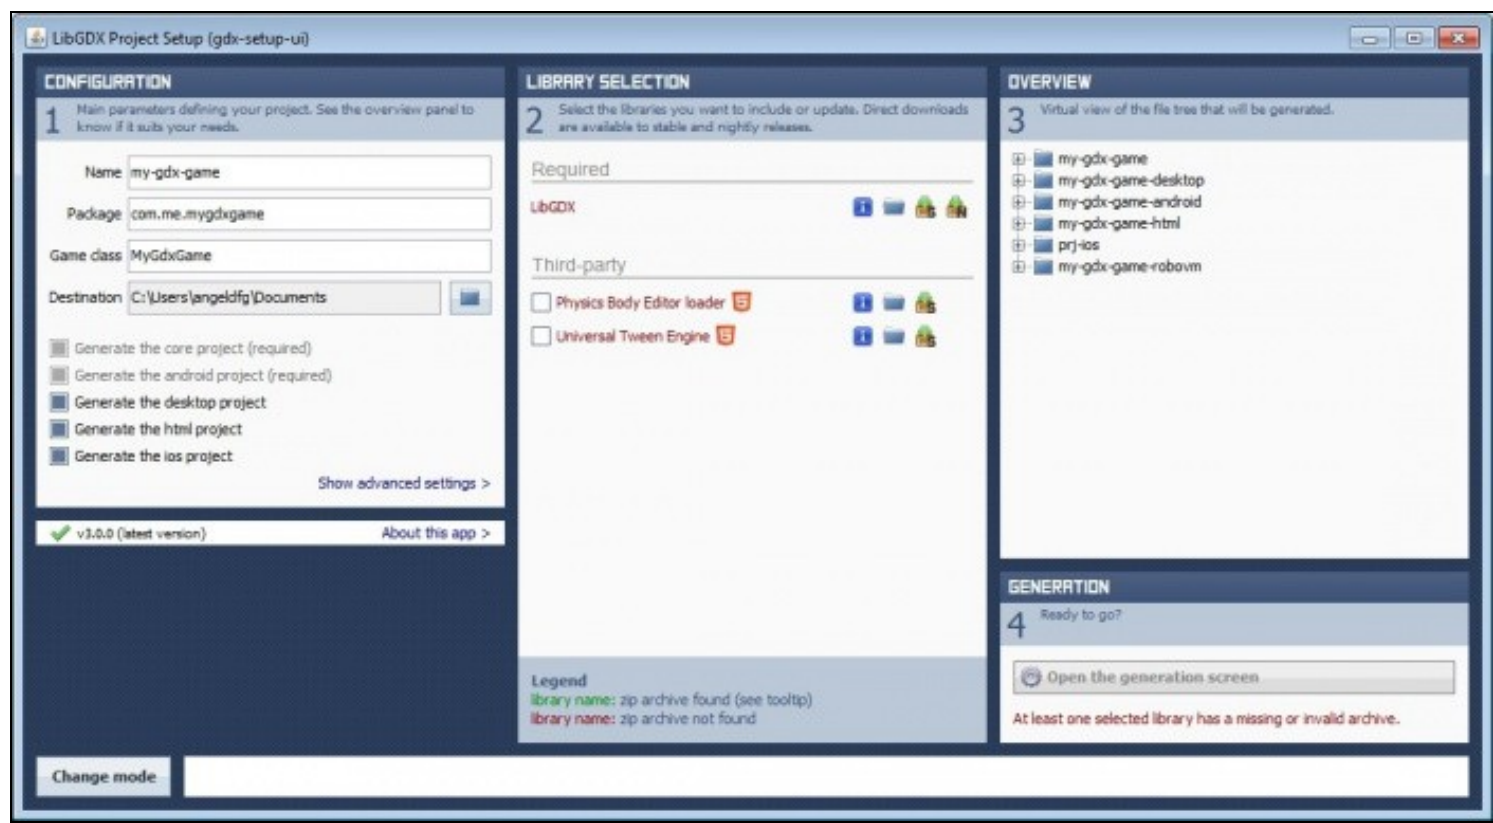 LibGDX Project Setup (gdx-setup-ui)
CONFIGURATION
1 Main parameters defining your project. See the overview panel to
know if it suits your needs.
Name my-gdx-game
Package com.me.mygdxgame
Game class MyGdxGame
Destination C:\Users\angeldfg\Documents
Generate the core project (required)
Generate the android project (required)
Generate the desktop project
Generate the html project
Generate the ios project
Show advanced settings >
v3.0.0 (latest version) About this app >
LIBRARY SELECTION
2 Select the libraries you want to include or update. Direct downloads
are available to stable and nightly releases.
Required
LibGDX
Third-party
Physics Body Editor loader
Universal Tween Engine
Legend
library name: zip archive found (see tooltip)
library name: zip archive not found
OVERVIEW
3 Virtual view of the file tree that will be generated.
my-gdx-game
my-gdx-game-desktop
my-gdx-game-android
my-gdx-game-html
prj-ios
my-gdx-game-robovm
GENERATION
4 Ready to go?
Open the generation screen
At least one selected library has a missing or invalid archive.
Change mode